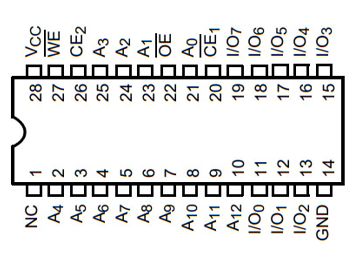 VCC WE CE2 A3 A2 A1 OE A0 CE1 I/O7 I/O6 I/O5 I/O4 I/O3
28 27 26 25 24 23 22 21 20 19 18 17 16 15
1 2 3 4 5 6 7 8 9 10 11 12 13 14
NC A4 A5 A6 A7 A8 A9 A10 A11 A12 I/O0 I/O1 I/O2 GND